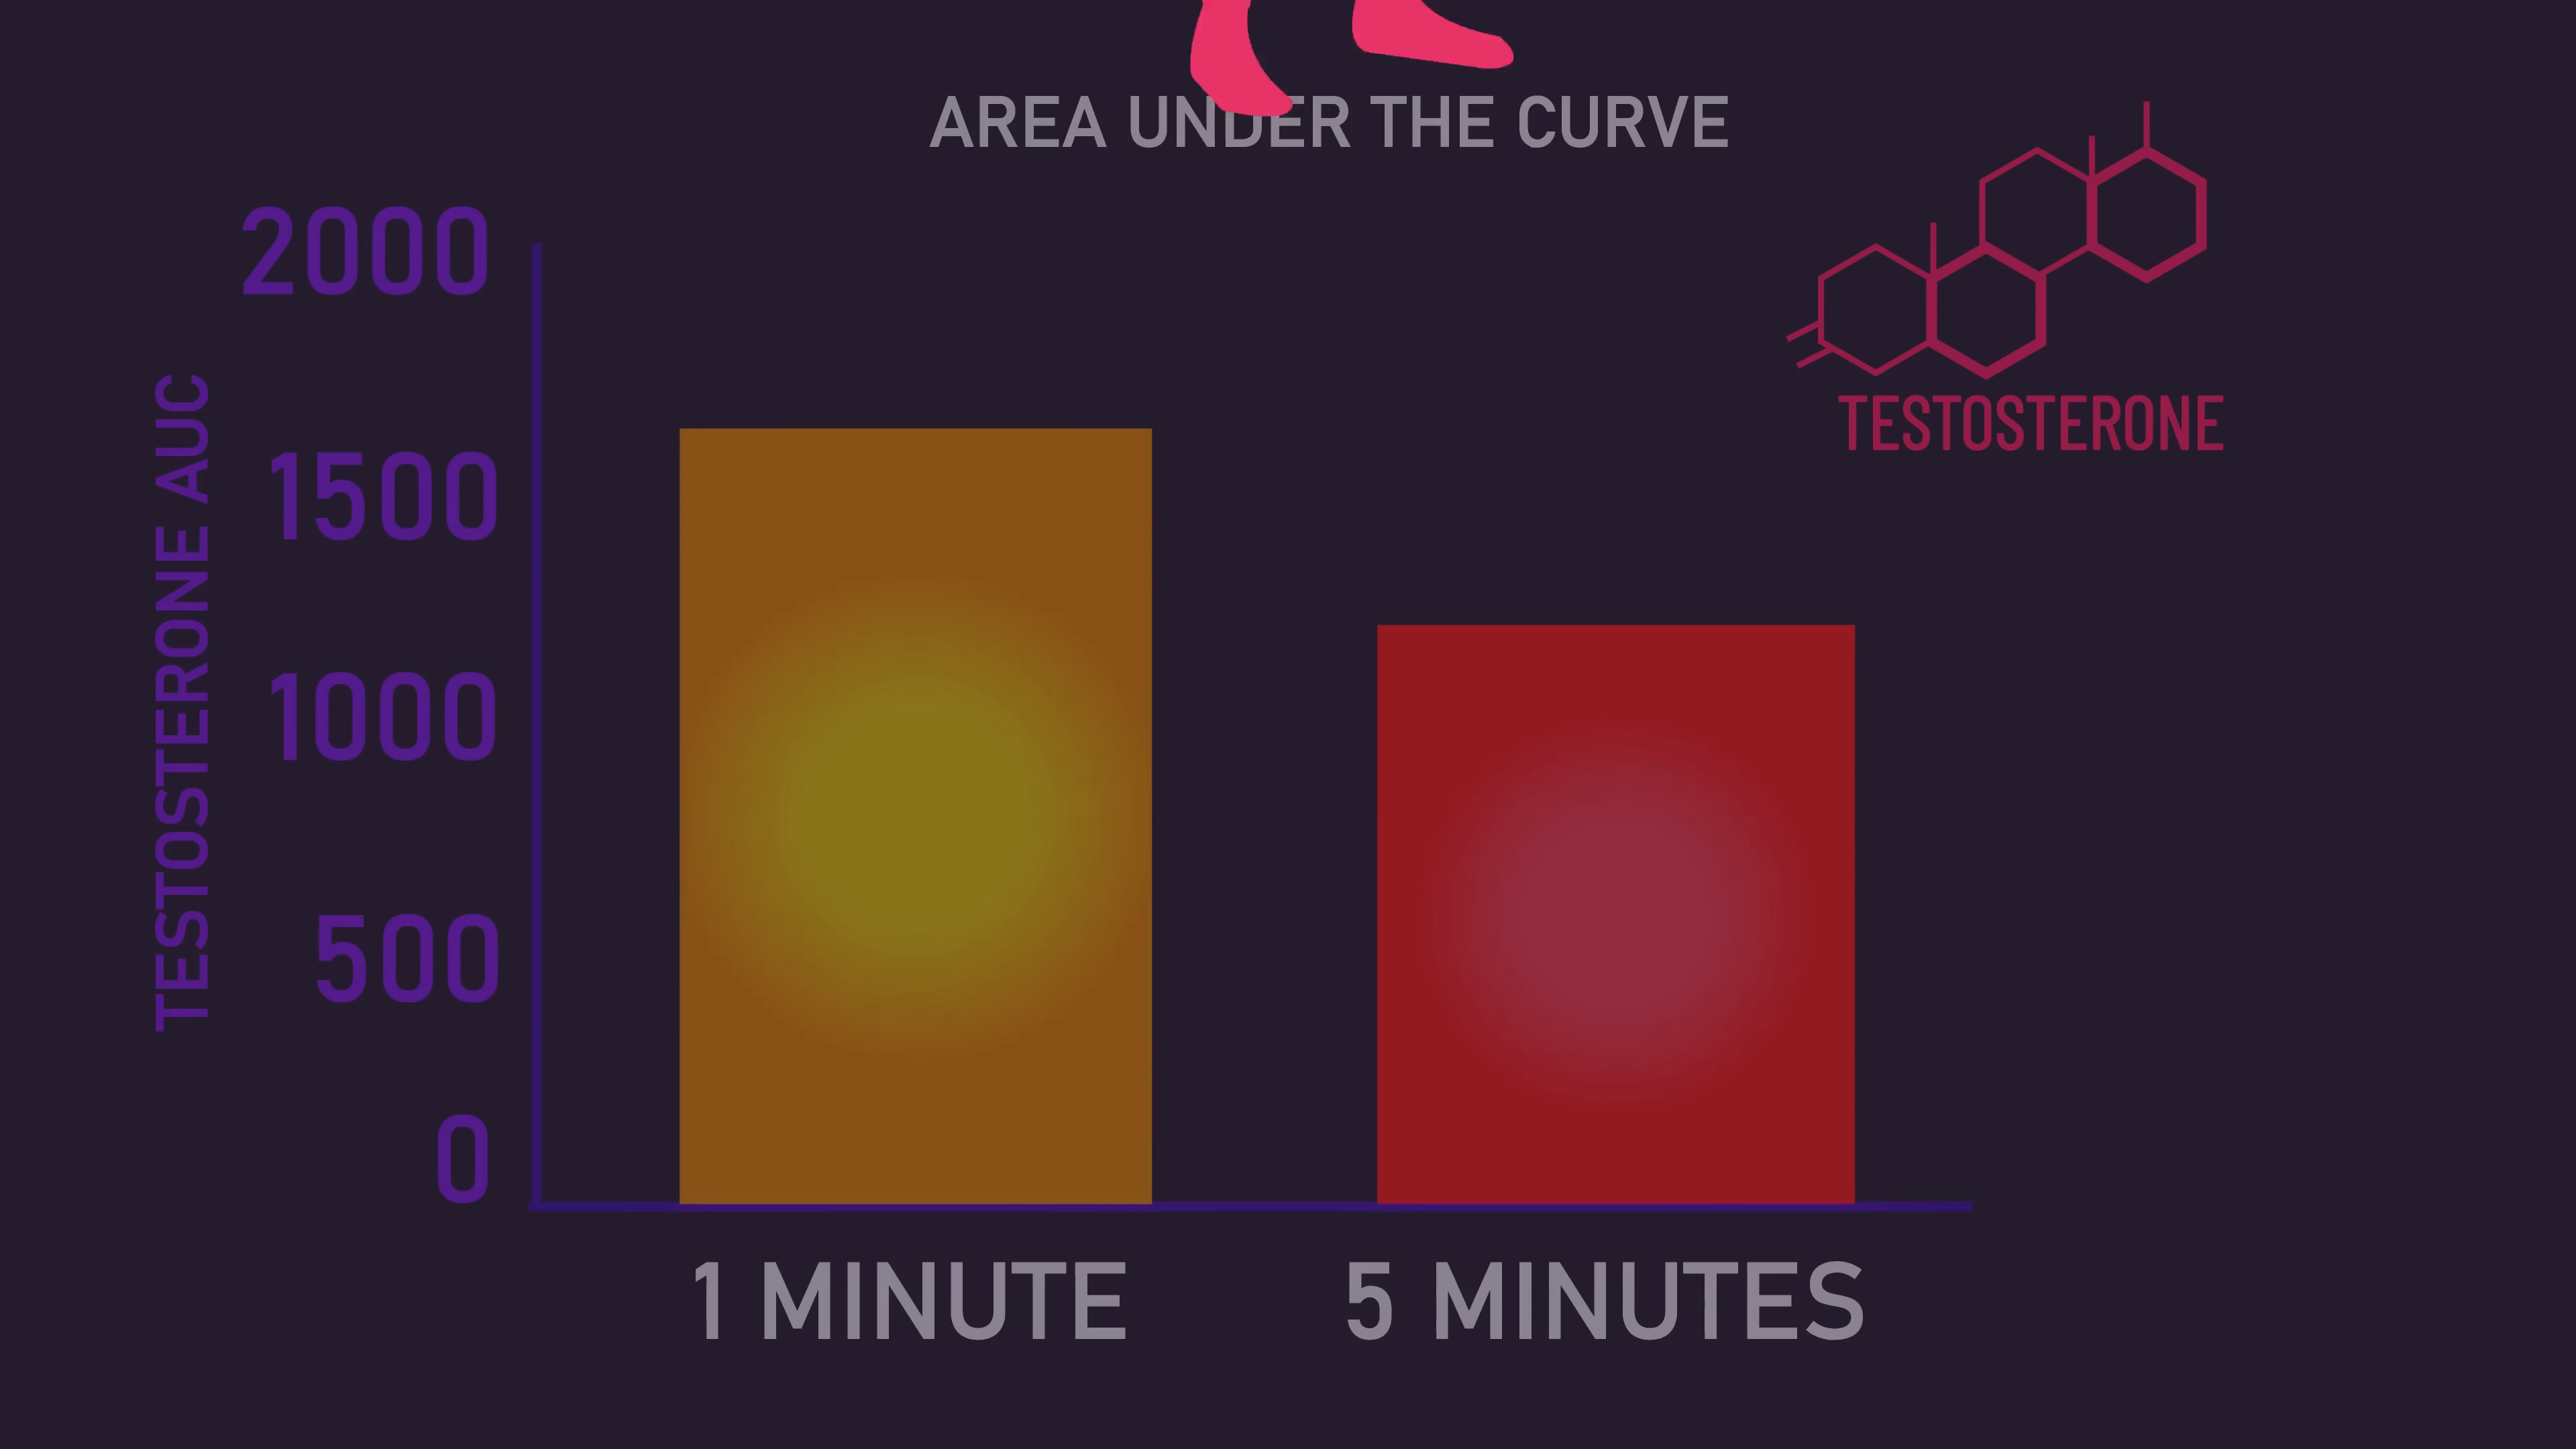 AREA UNDER THE CURVE
TESTOSTERONE
TESTOSTERONE AUC
2000
1500
1000
500
0
1 MINUTE
5 MINUTES